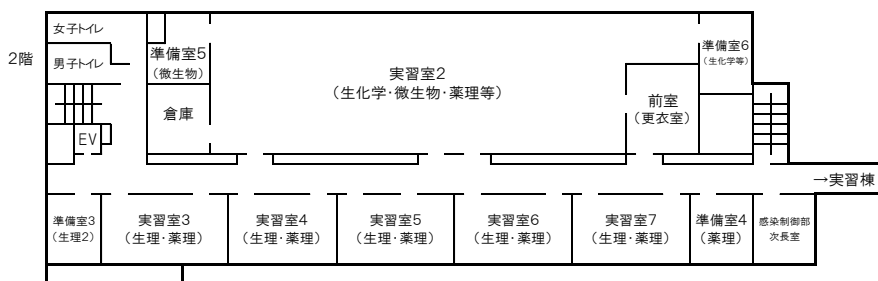 女子トイレ
2階
男子トイレ
準備室5
(微生物)
倉庫
EV
実習室2
(生化学・微生物・薬理等)
準備室6
(生化学等)
前室
(更衣室)
→実習棟
準備室3
(生理2)
実習室3
(生理・薬理)
実習室4
(生理・薬理)
実習室5
(生理・薬理)
実習室6
(生理・薬理)
実習室7
(生理・薬理)
準備室4
(薬理)
感染制御部
次長室